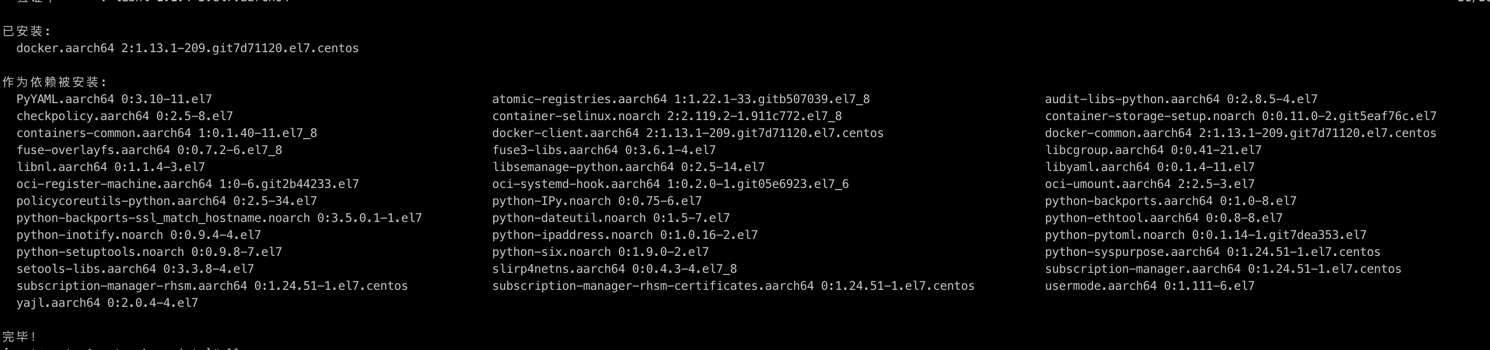 已安装:
docker.aarch64 2:1.13.1-209.git7d71120.el7.centos
作为依赖被安装:
PyYAML.aarch64 0:3.10-11.el7 atomic-registries.aarch64 1:1.22.1-33.gitb507039.el7_8 audit-libs-python.aarch64 0:2.8.5-4.el7
checkpolicy.aarch64 0:2.5-8.el7 container-selinux.noarch 2:2.119.2-1.911c772.el7_8 container-storage-setup.noarch 0:0.11.0-2.git5eaf76c.el7
containers-common.aarch64 1:0.1.40-11.el7_8 docker-client.aarch64 2:1.13.1-209.git7d71120.el7.centos docker-common.aarch64 2:1.13.1-209.git7d71120.el7.centos
fuse-overlayfs.aarch64 0:0.7.2-6.el7_8 fuse3-libs.aarch64 0:3.6.1-4.el7 libcgroup.aarch64 0:0.41-21.el7
libnl.aarch64 0:1.1.4-3.el7 libsemanage-python.aarch64 0:2.5-14.el7 libyaml.aarch64 0:0.1.4-11.el7
oci-register-machine.aarch64 1:0-6.git2b44233.el7 oci-systemd-hook.aarch64 1:0.2.0-1.git05e6923.el7_6 oci-umount.aarch64 2:2.5-3.el7
policycoreutils-python.aarch64 0:2.5-34.el7 python-IPy.noarch 0:0.75-6.el7 python-backports.aarch64 0:1.0-8.el7
python-backports-ssl_match_hostname.noarch 0:3.5.0.1-1.el7 python-dateutil.noarch 0:1.5-7.el7 python-ethtool.aarch64 0:0.8-8.el7
python-inotify.noarch 0:0.9.4-4.el7 python-ipaddress.noarch 0:1.0.16-2.el7 python-pytoml.noarch 0:0.1.14-1.git7dea353.el7
python-setuptools.noarch 0:0.9.8-7.el7 python-six.noarch 0:1.9.0-2.el7 python-syspurpose.aarch64 0:1.24.51-1.el7.centos
setools-libs.aarch64 0:3.3.8-4.el7 slirp4netns.aarch64 0:0.4.3-4.el7_8 subscription-manager.aarch64 0:1.24.51-1.el7.centos
subscription-manager-rhsm.aarch64 0:1.24.51-1.el7.centos subscription-manager-rhsm-certificates.aarch64 0:1.24.51-1.el7.centos usermode.aarch64 0:1.111-6.el7
yajl.aarch64 0:2.0.4-4.el7
完毕!